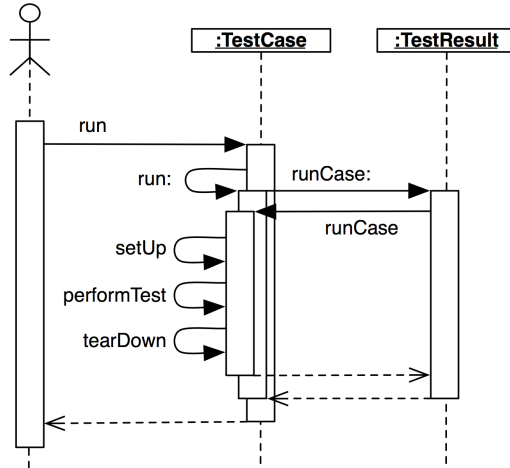 :TestCase
:TestResult
run
run:
runCase:
runCase
setUp
performTest
tearDown